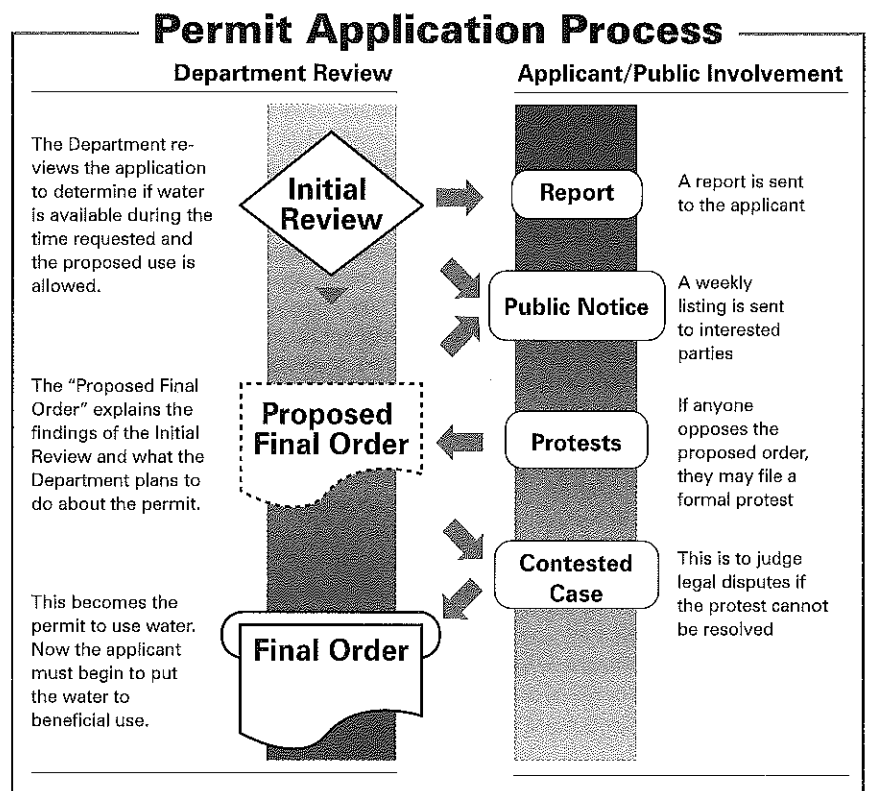 Permit Application Process
Department Review
Applicant/Public Involvement
The Department re-
views the application
to determine if water
is available during the
time requested and
the proposed use is
allowed.
Initial
Review
Report
A report is sent
to the applicant
Public Notice
A weekly
listing is sent
to interested
parties
The "Proposed Final
Order" explains the
findings of the Initial
Review and what the
Department plans to
do about the permit.
Proposed
Final Order
Protests
If anyone
opposes the
proposed order,
they may file a
formal protest
Contested
Case
This is to judge
legal disputes if
the protest cannot
be resolved
This becomes the
permit to use water.
Now the applicant
must begin to put
the water to
beneficial use.
Final Order